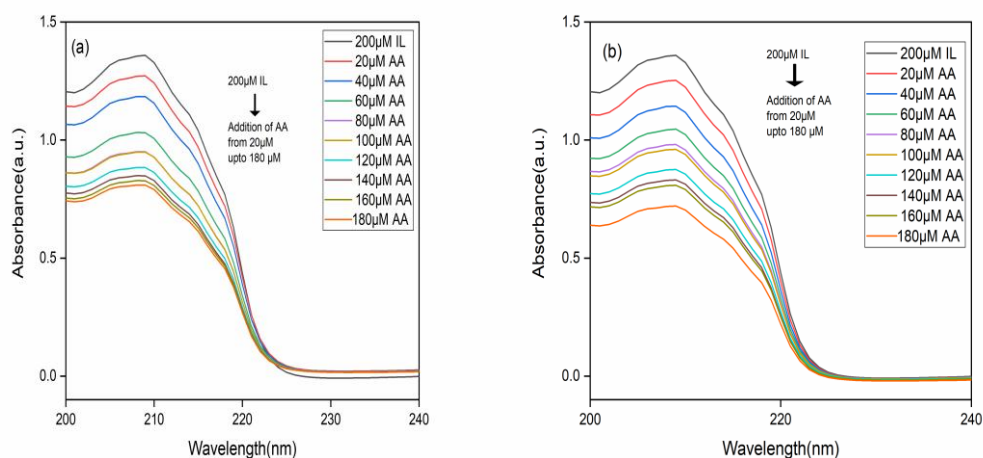 (a)
200µM IL
20µM AA
40µM AA
60µM AA
80µM AA
100µM AA
120µM AA
140µM AA
160µM AA
180µM AA
200µM IL
Addition of AA
from 20µM
upto 180 µM
1.5
1.0
0.5
0.0
Absorbance(a.u.)
200
210
220
230
240
Wavelength(nm)
(b)
200µM IL
20µM AA
40µM AA
60µM AA
80µM AA
100µM AA
120µM AA
140µM AA
160µM AA
180µM AA
200µM IL
Addition of AA
from 20µM
upto 180 µM
1.5
1.0
0.5
0.0
Absorbance(a.u.)
200
220
240
Wavelength(nm)